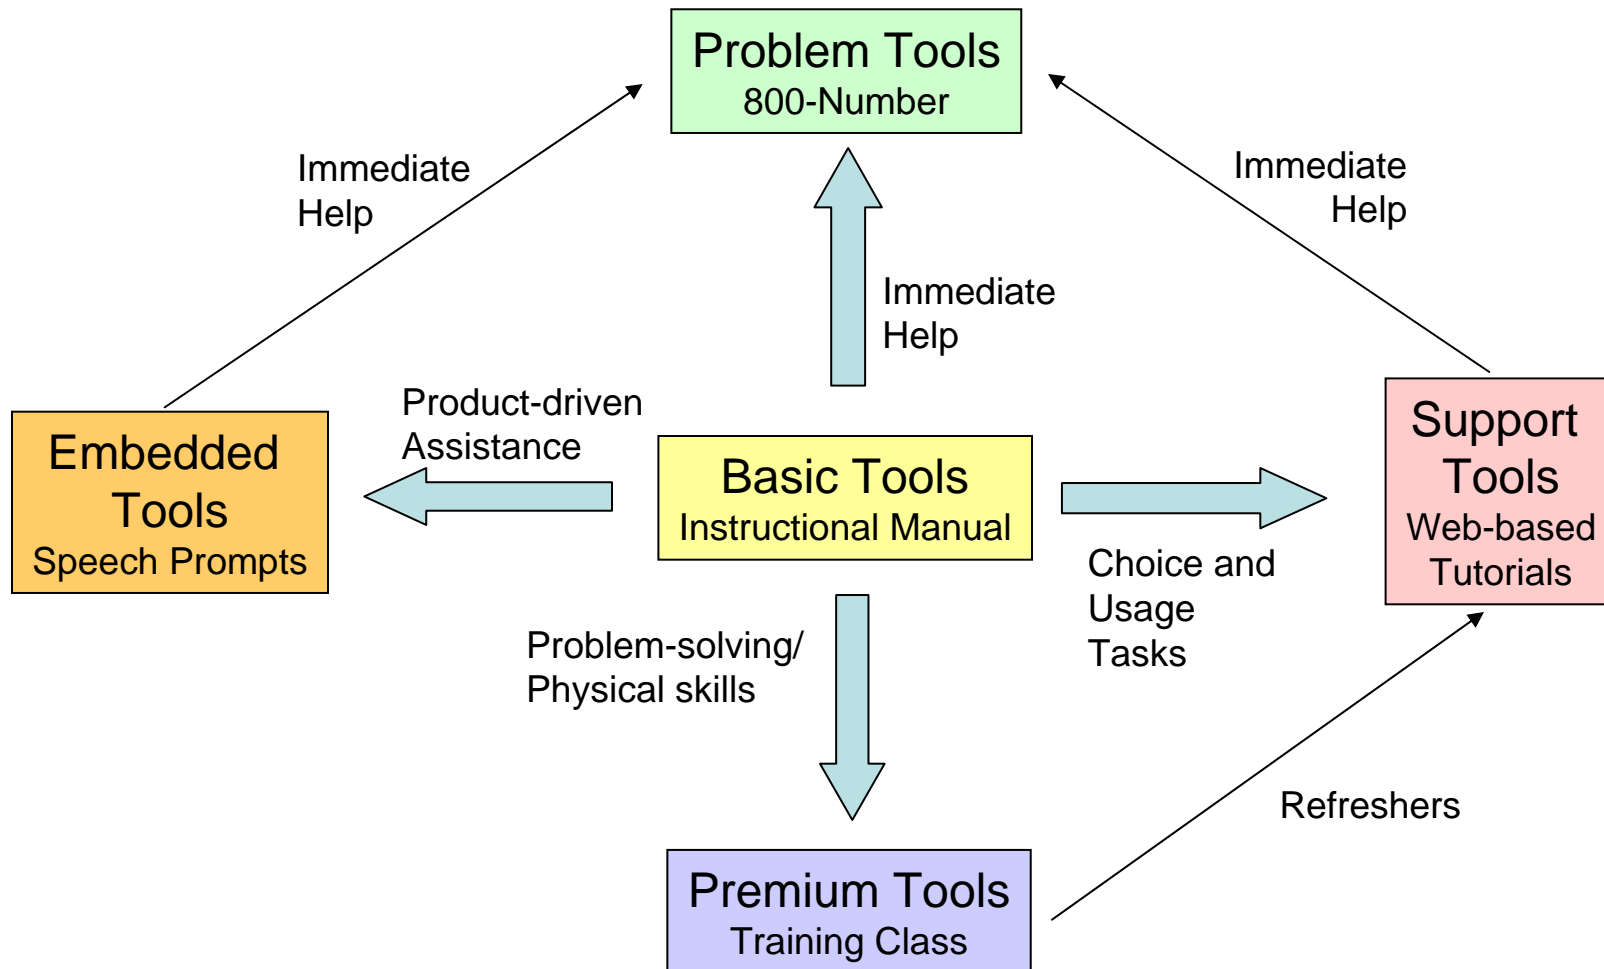 Problem Tools
800-Number
Immediate
Help
Immediate
Help
Immediate
Help
Product-driven
Assistance
Embedded
Tools
Speech Prompts
Basic Tools
Instructional Manual
Support
Tools
Web-based
Tutorials
Choice and
Usage
Tasks
Problem-solving/
Physical skills
Refreshers
Premium Tools
Training Class